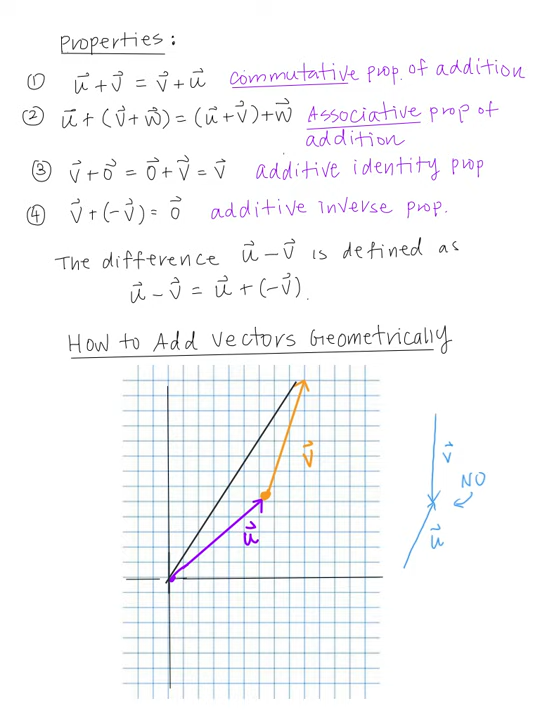 Properties:
① u⃗ + v⃗ = v⃗ + u⃗ commutative prop. of addition
② u⃗ + (v⃗ + w⃗) = (u⃗ + v⃗) + w⃗ Associative prop of
addition
③ v⃗ + 0⃗ = 0⃗ + v⃗ = v⃗ additive identity prop
④ v⃗ + (-v⃗) = 0⃗ additive inverse prop.
The difference u⃗ - v⃗ is defined as
u⃗ - v⃗ = u⃗ + (-v⃗).
How to Add Vectors Geometrically
v⃗
u⃗
v⃗
NO
u⃗